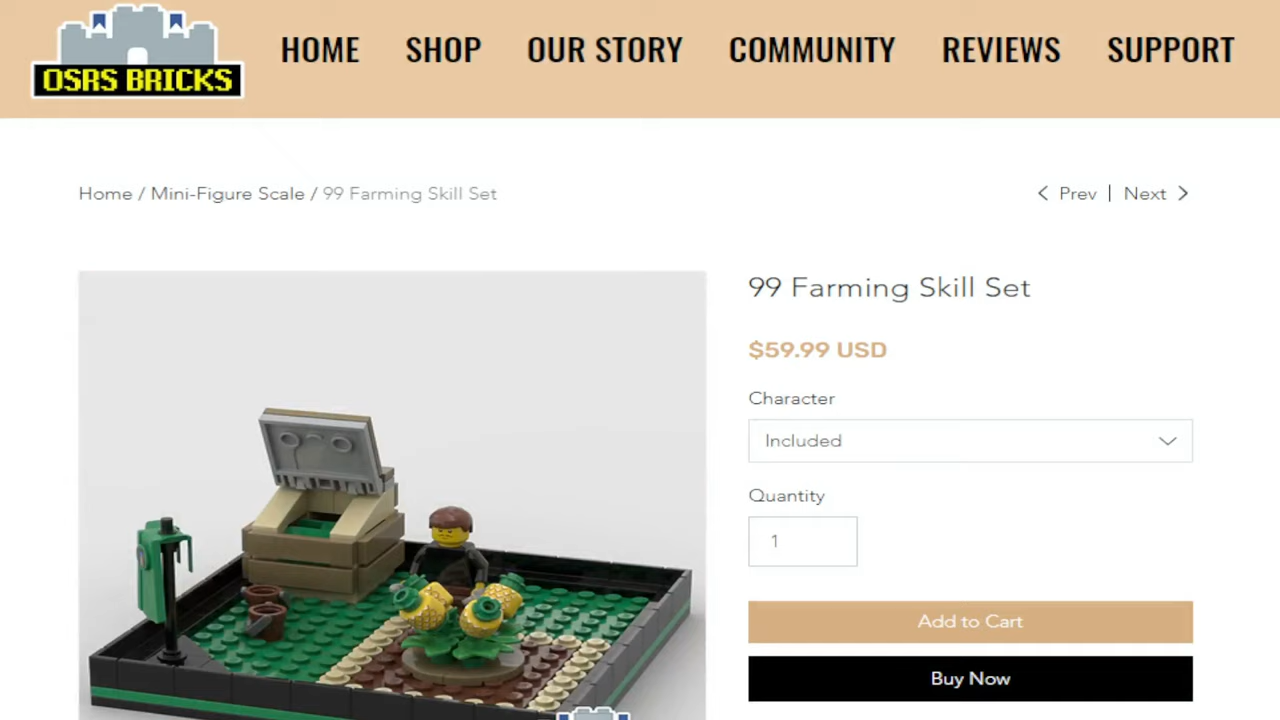 OSRS BRICKS
HOME SHOP OUR STORY COMMUNITY REVIEWS SUPPORT
Home / Mini-Figure Scale / 99 Farming Skill Set
Prev | Next
99 Farming Skill Set
$59.99 USD
Character
Included
Quantity
1
Add to Cart
Buy Now